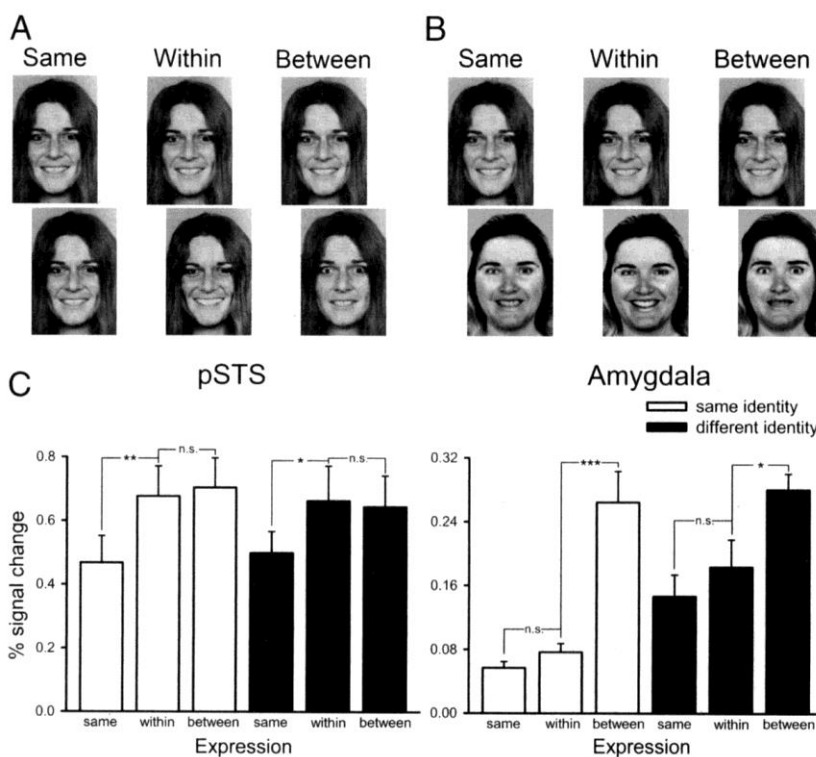 A
B
Same Within Between
Same Within Between
C
pSTS
Amygdala
same identity
different identity
% signal change
0.8
0.6
0.4
0.2
0.0
** n.s. * n.s.
same within between same within between
Expression
0.32
0.24
0.16
0.08
0.00
n.s. *** n.s *
same within between same within between
Expression